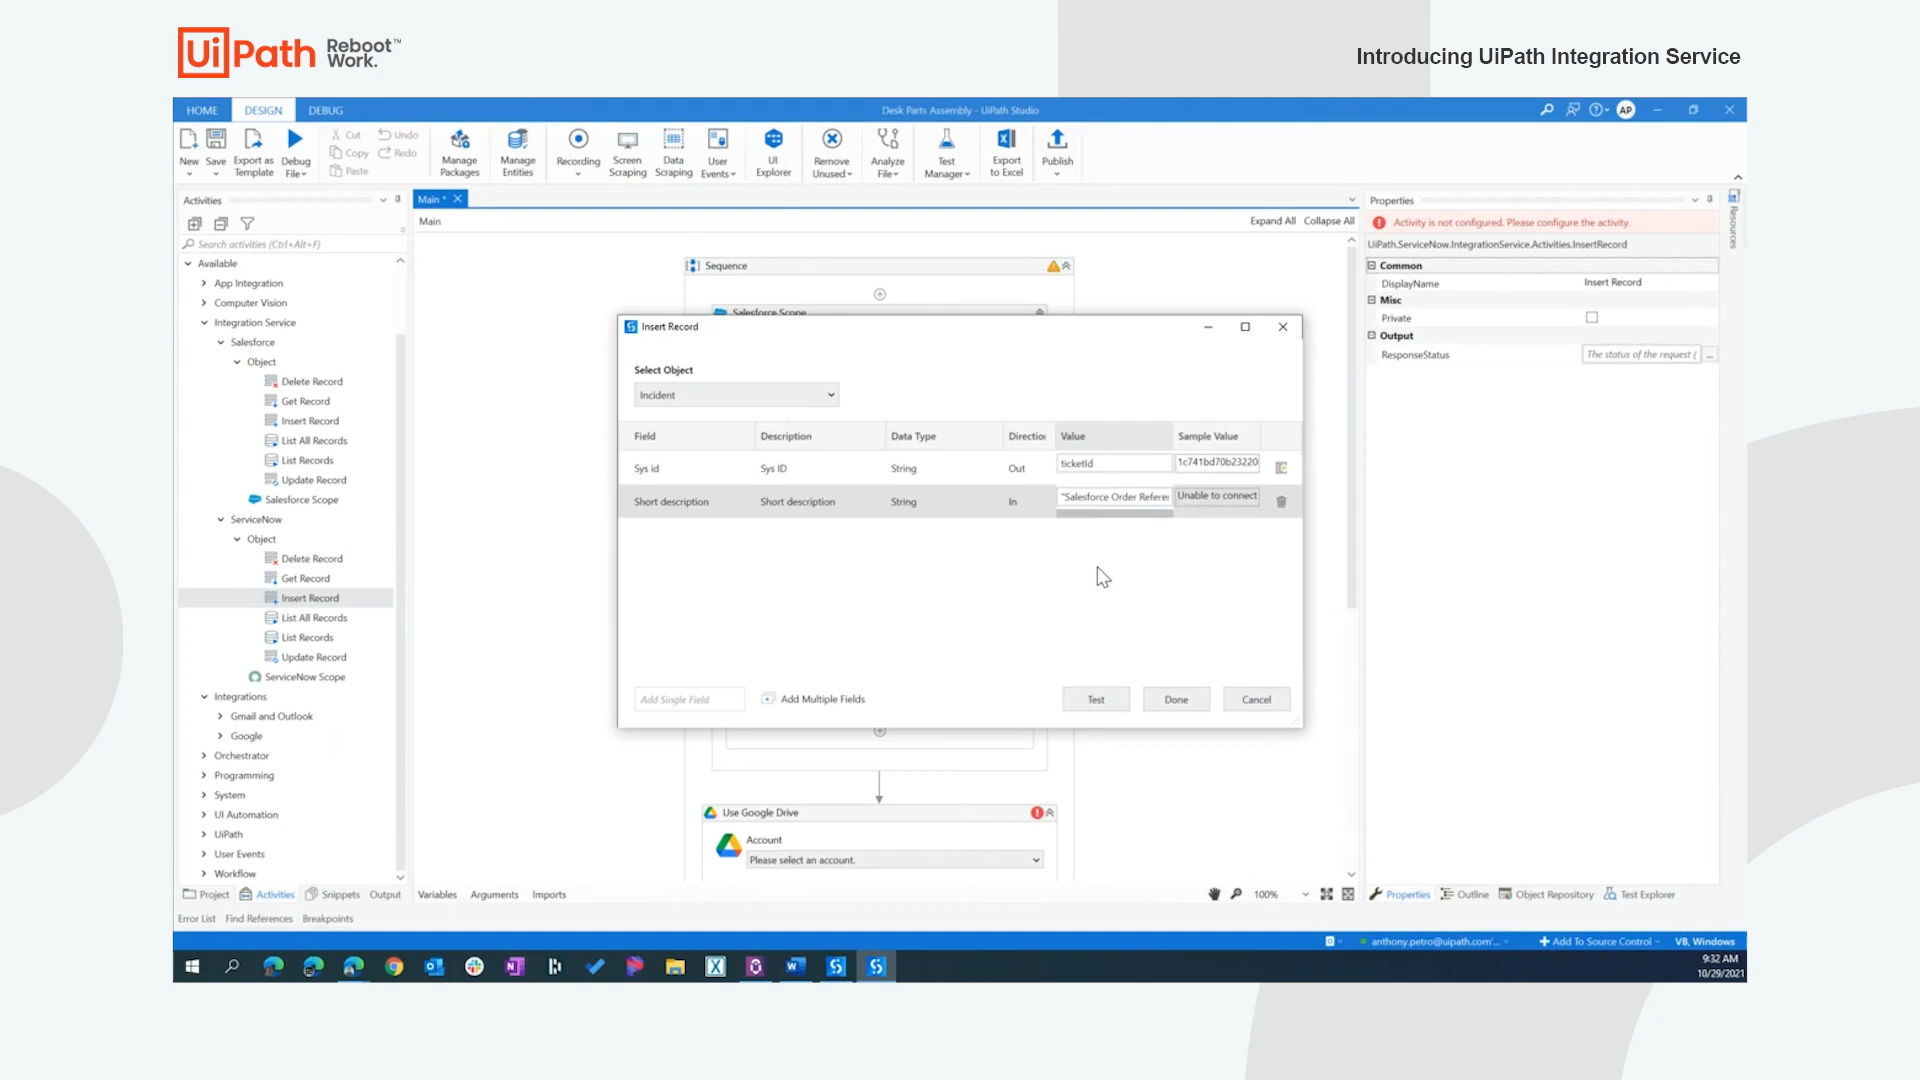 UiPath Reboot Work.™
Introducing UiPath Integration Service
HOME DESIGN DEBUG
Desk Parts Assembly - UiPath Studio
AP
New Save Export as Template Debug File
Cut Undo
Copy Redo
Paste
Manage Packages
Manage Entities
Recording
Screen Scraping
Data Scraping
User Events
UI Explorer
Remove Unused
Analyze File
Test Manager
Export to Excel
Publish
Activities
Search activities (Ctrl+Alt+F)
Available
App Integration
Computer Vision
Integration Service
Salesforce
Object
Delete Record
Get Record
Insert Record
List All Records
List Records
Update Record
Salesforce Scope
ServiceNow
Object
Delete Record
Get Record
Insert Record
List All Records
List Records
Update Record
ServiceNow Scope
Integrations
Gmail and Outlook
Google
Orchestrator
Programming
System
UI Automation
UiPath
User Events
Workflow
Project Activities Snippets Output
Error List Find References Breakpoints
Main *
Main
Expand All Collapse All
Sequence
Salesforce Scope
Insert Record
Select Object
Incident
Field Description Data Type Direction Value Sample Value
Sys id Sys ID String Out ticketId 1c741bd70b23220
Short description Short description String In "Salesforce Order Referer Unable to connect
Add Single Field Add Multiple Fields Test Done Cancel
Use Google Drive
Account
Please select an account.
Variables Arguments Imports
100%
Properties
Activity is not configured. Please configure the activity.
UiPath.ServiceNow.IntegrationService.Activities.InsertRecord
Common
DisplayName Insert Record
Misc
Private
Output
ResponseStatus The status of the request ( ...
Resources
Properties Outline Object Repository Test Explorer
anthony.petro@uipath.com'...
Add To Source Control
VB, Windows
9:32 AM
10/29/2021